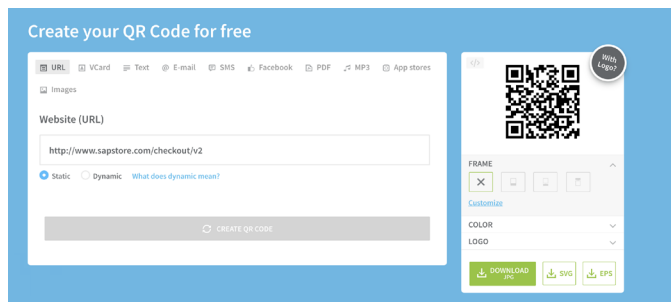 Create your QR Code for free
URL VCard Text E-mail SMS Facebook PDF MP3 App stores
Images
Website (URL)
http://www.sapstore.com/checkout/v2
Static Dynamic What does dynamic mean?
CREATE QR CODE
</>
With
Logo?
FRAME
Customize
COLOR
LOGO
DOWNLOAD
JPG
SVG
EPS